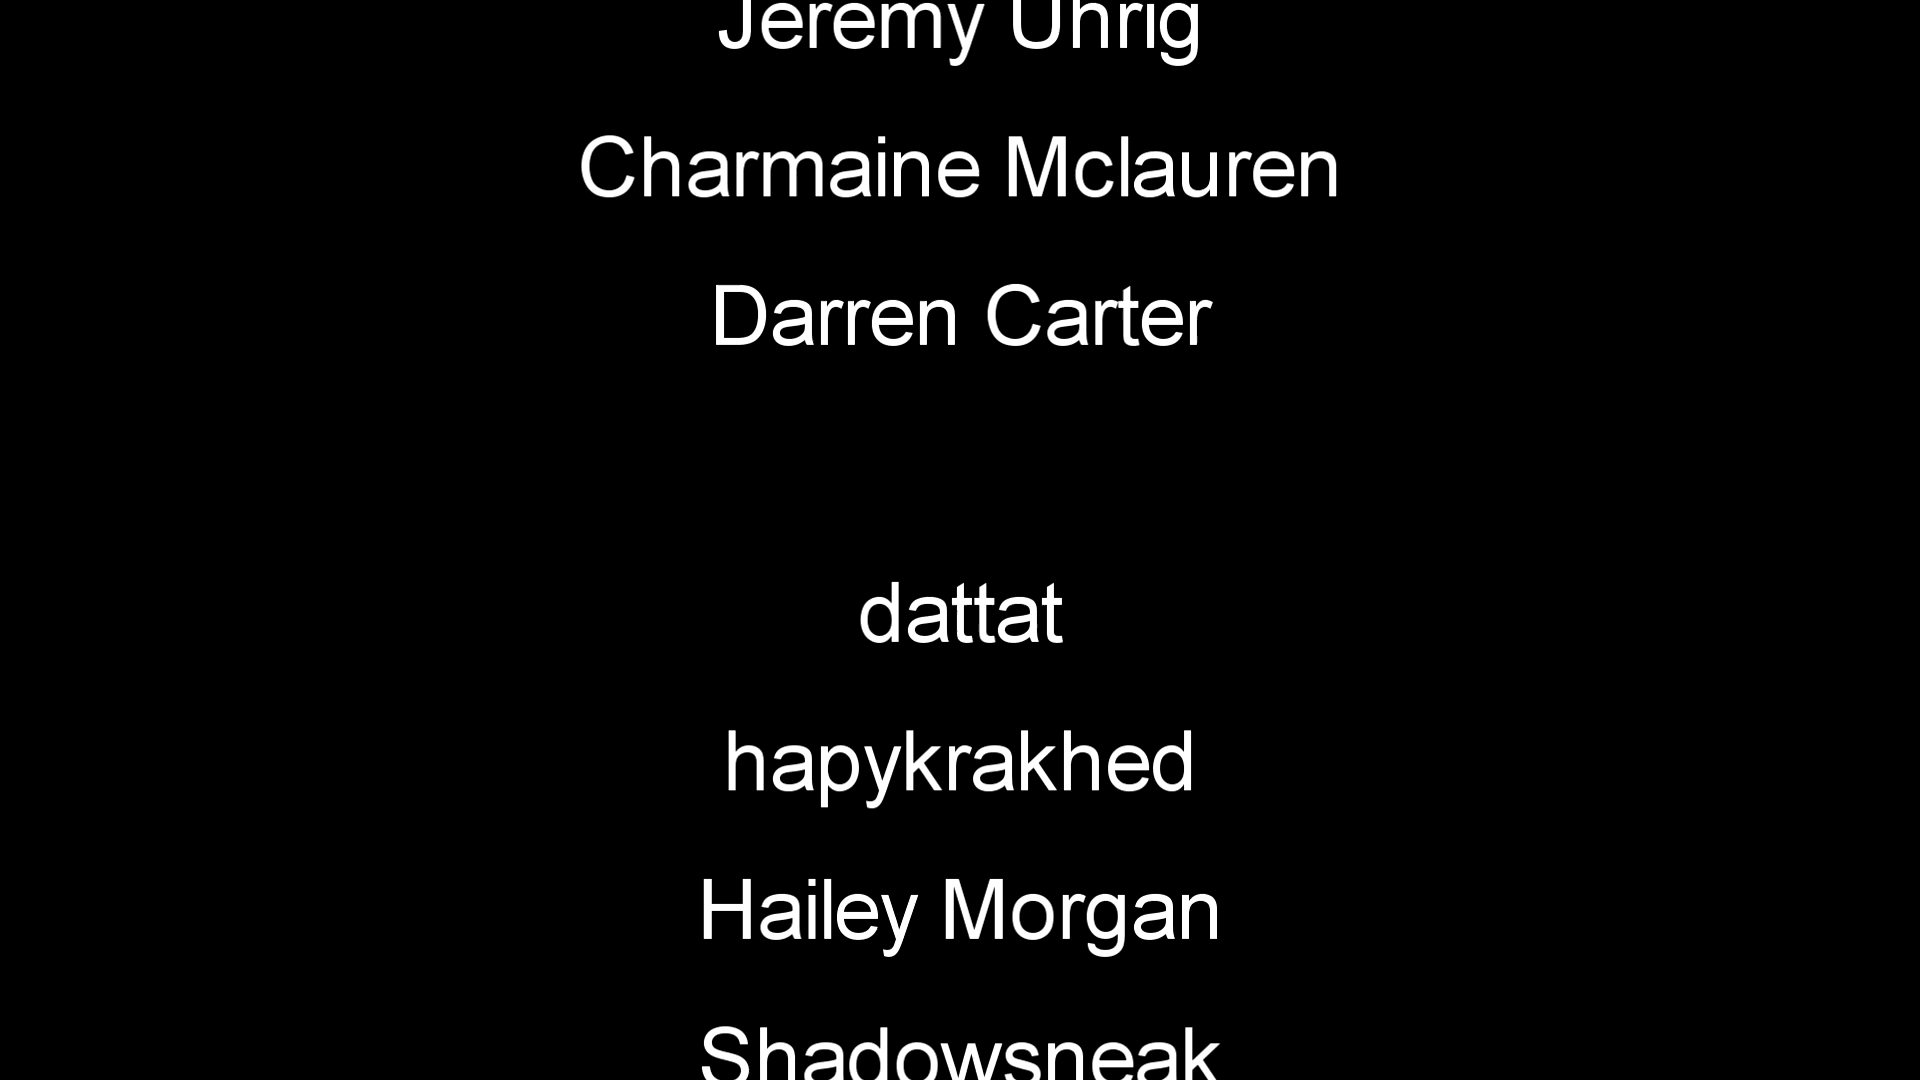 Jeremy Uhrig
Charmaine Mclauren
Darren Carter
dattat
hapykrakhed
Hailey Morgan
Shadowsneak